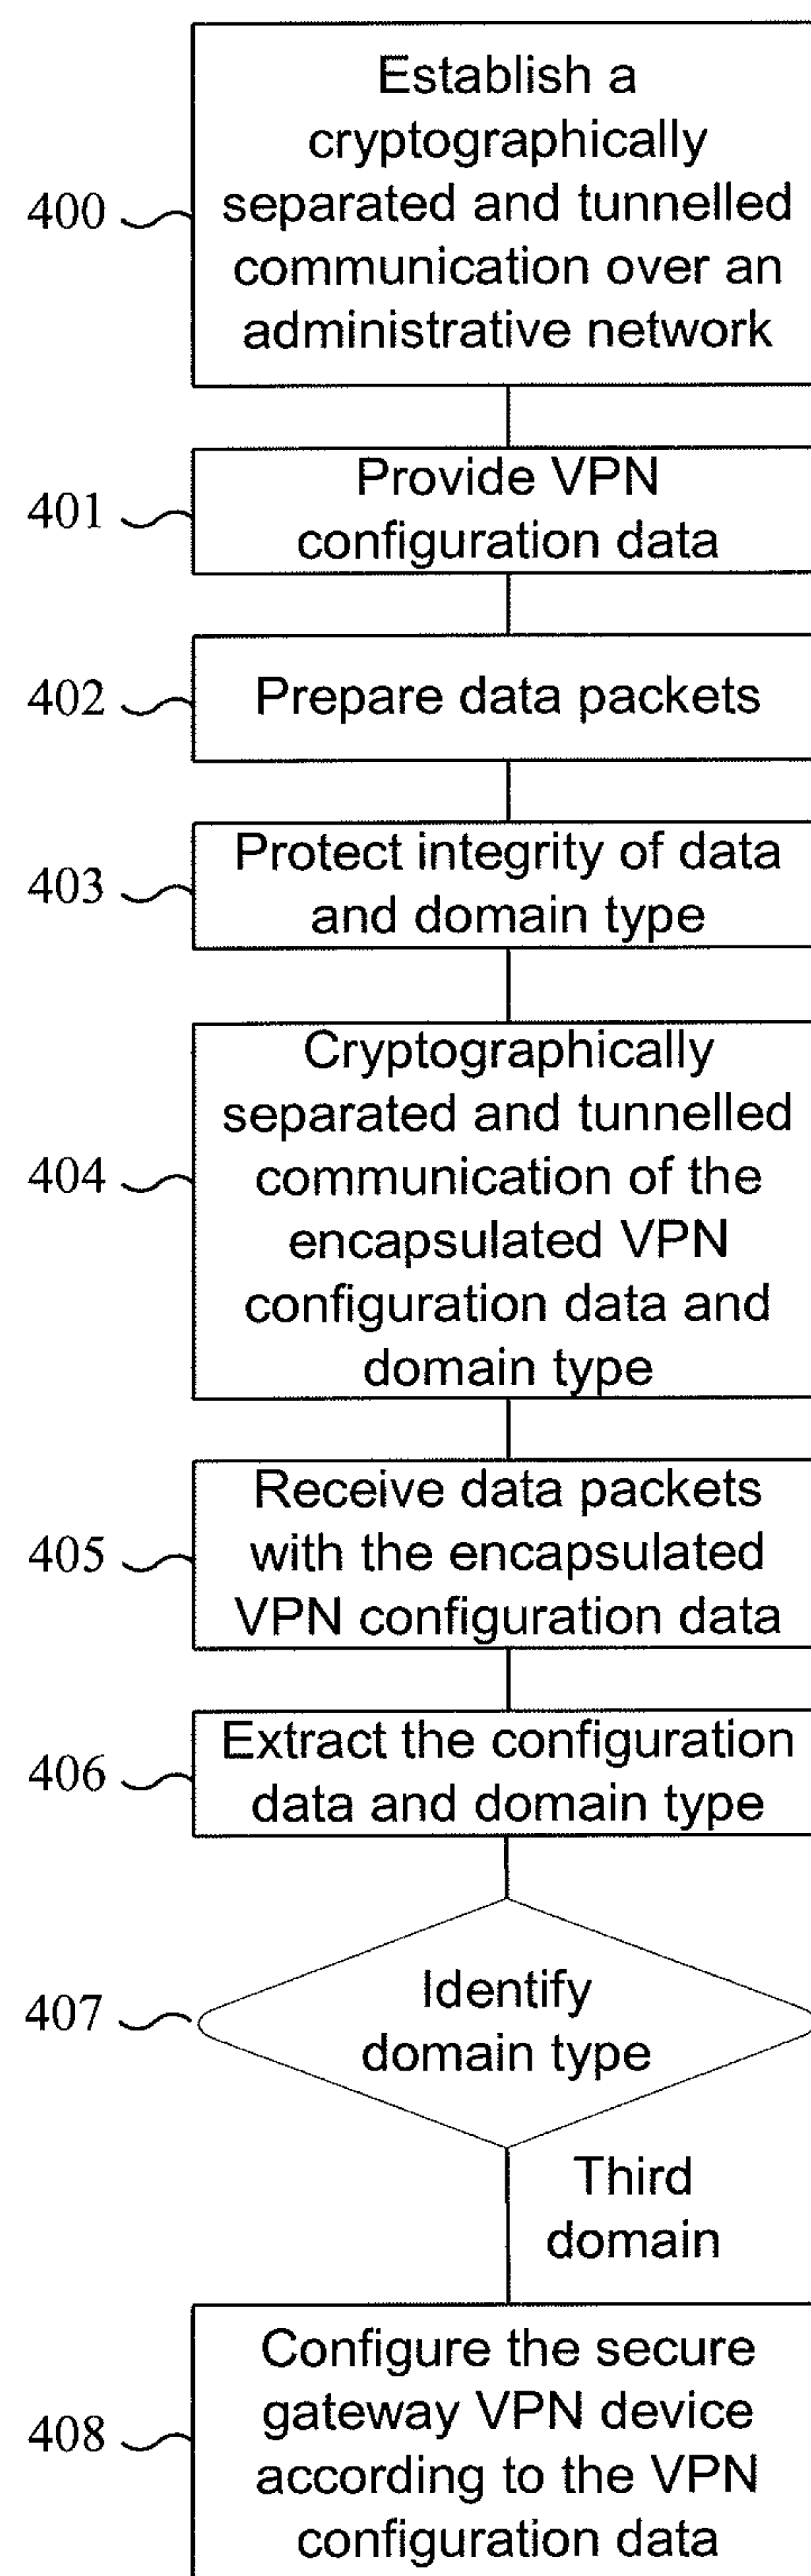 Establish a
cryptographically
separated and tunnelled
communication over an
administrative network
400
Provide VPN
configuration data
401
Prepare data packets
402
Protect integrity of data
and domain type
403
Cryptographically
separated and tunnelled
communication of the
encapsulated VPN
configuration data and
domain type
404
Receive data packets
with the encapsulated
VPN configuration data
405
Extract the configuration
data and domain type
406
Identify
domain type
407
Third
domain
Configure the secure
gateway VPN device
according to the VPN
configuration data
408